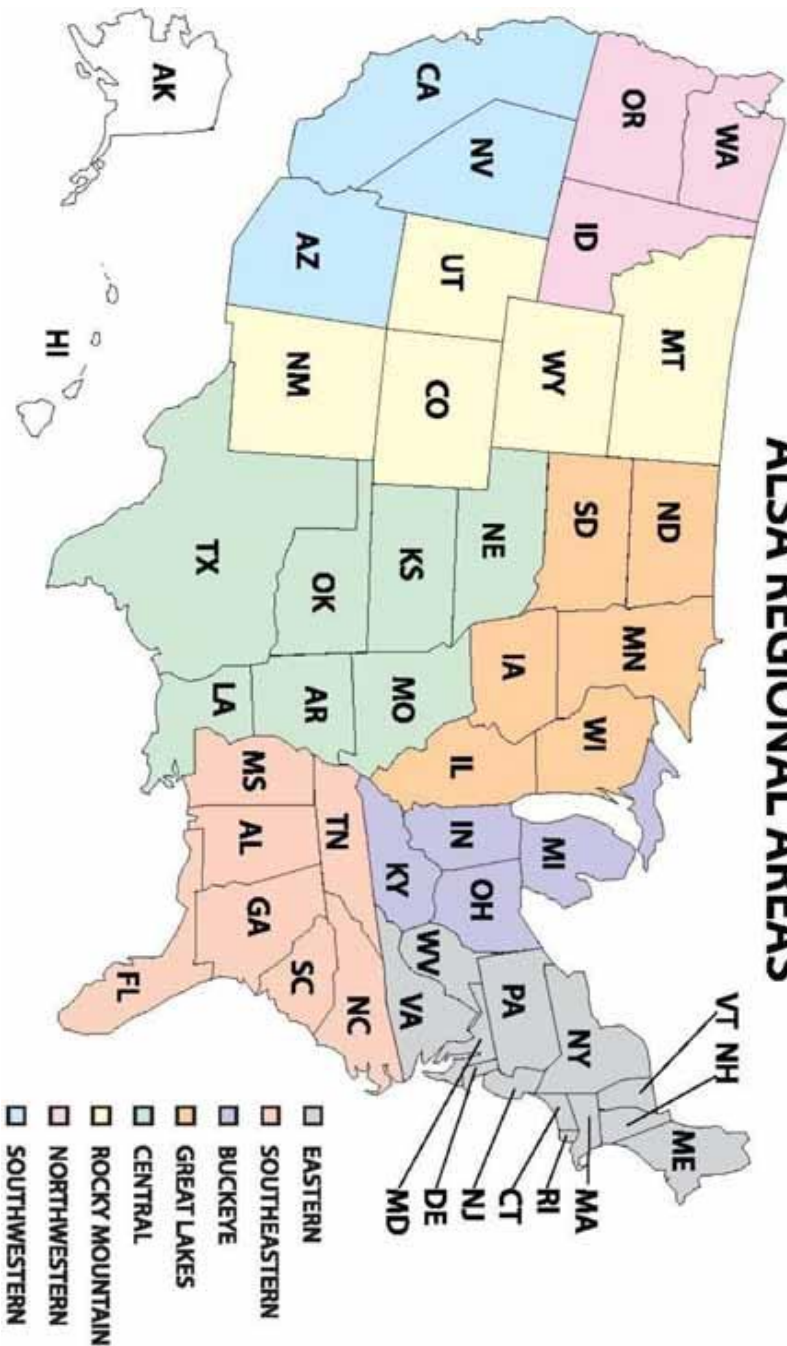 ALSA REGIONAL AREAS
WA
OR
ID
MT
ND
MN
SD
WY
WI
MI
NV
CA
UT
CO
NE
IA
IL
IN
OH
PA
NY
VT
NH
ME
MA
RI
CT
NJ
DE
MD
AZ
NM
KS
MO
KY
WV
VA
OK
AR
TN
NC
SC
TX
LA
MS
AL
GA
FL
AK
HI
EASTERN
SOUTHEASTERN
BUCKEYE
GREAT LAKES
CENTRAL
ROCKY MOUNTAIN
NORTHWESTERN
SOUTHWESTERN